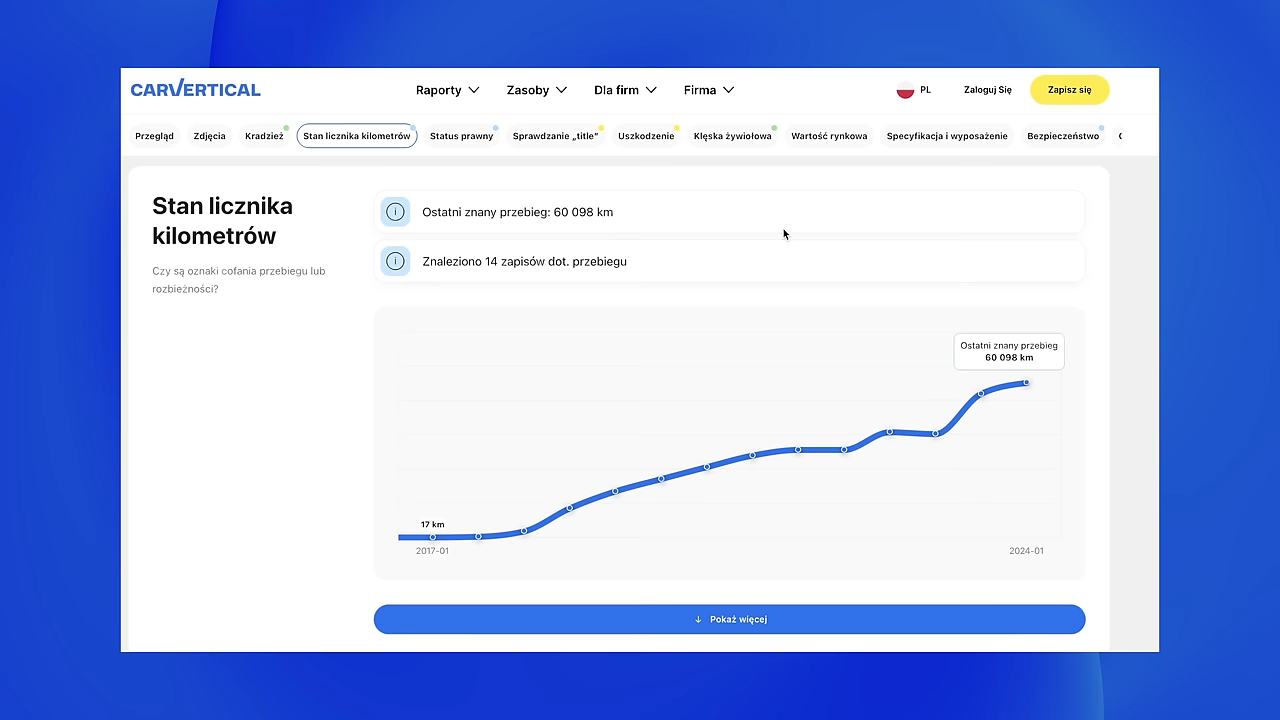 CARVERTICAL
Raporty Zasoby Dla firm Firma PL Zaloguj Się Zapisz się
Przegląd Zdjęcia Kradzież Stan licznika kilometrów Status prawny Sprawdzanie „title" Uszkodzenie Klęska żywiołowa Wartość rynkowa Specyfikacja i wyposażenie Bezpieczeństwo
Stan licznika
kilometrów
Czy są oznaki cofania przebiegu lub
rozbieżności?
Ostatni znany przebieg: 60 098 km
Znaleziono 14 zapisów dot. przebiegu
Ostatni znany przebieg
60 098 km
17 km
2017-01 2024-01
↓ Pokaż więcej